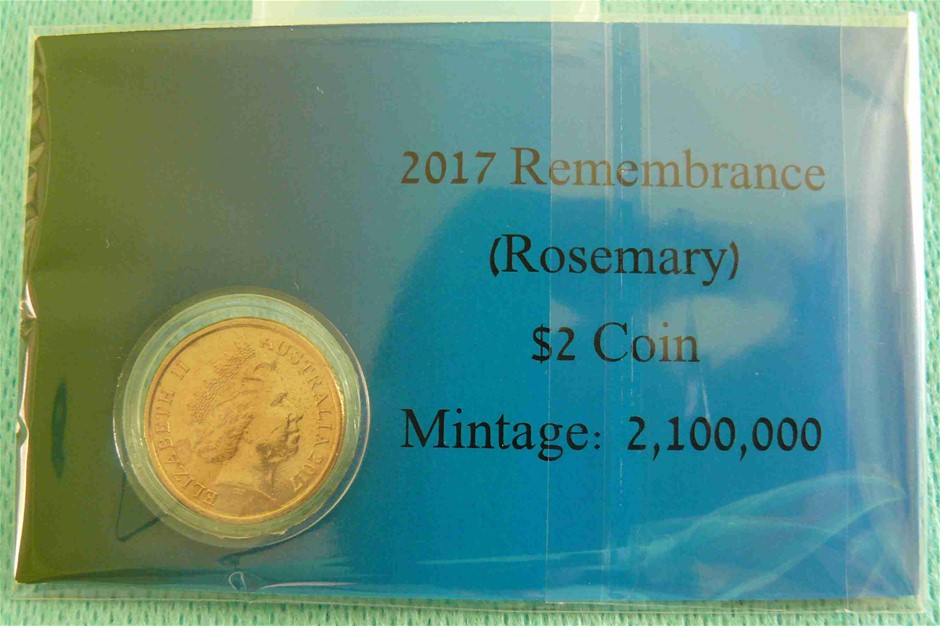 2017 Remembrance
(Rosemary)
$2 Coin
Mintage: 2,100,000
ELIZABETH II AUSTRALIA 2017